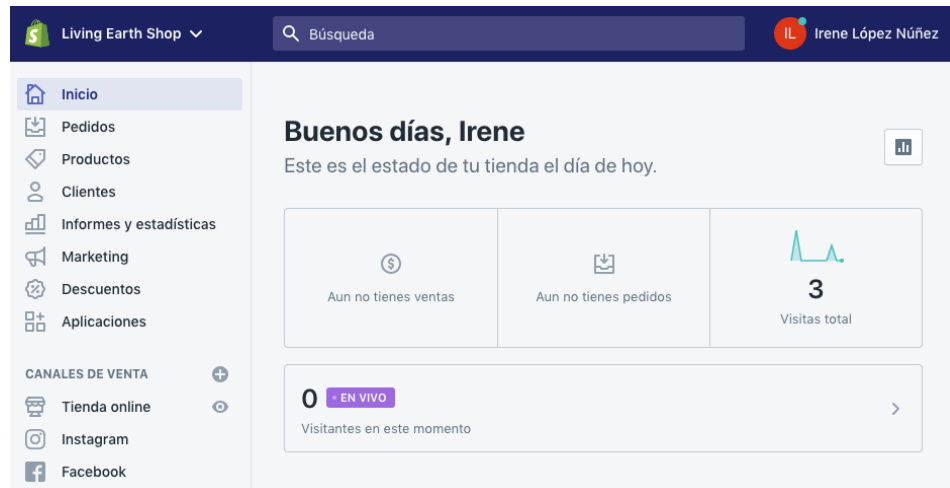 Living Earth Shop
Búsqueda
IL
Irene López Núñez
Inicio
Pedidos
Productos
Clientes
Informes y estadísticas
Marketing
Descuentos
Aplicaciones
CANALES DE VENTA
Tienda online
Instagram
Facebook
Buenos días, Irene
Este es el estado de tu tienda el día de hoy.
Aun no tienes ventas
Aun no tienes pedidos
3
Visitas total
0 EN VIVO
Visitantes en este momento